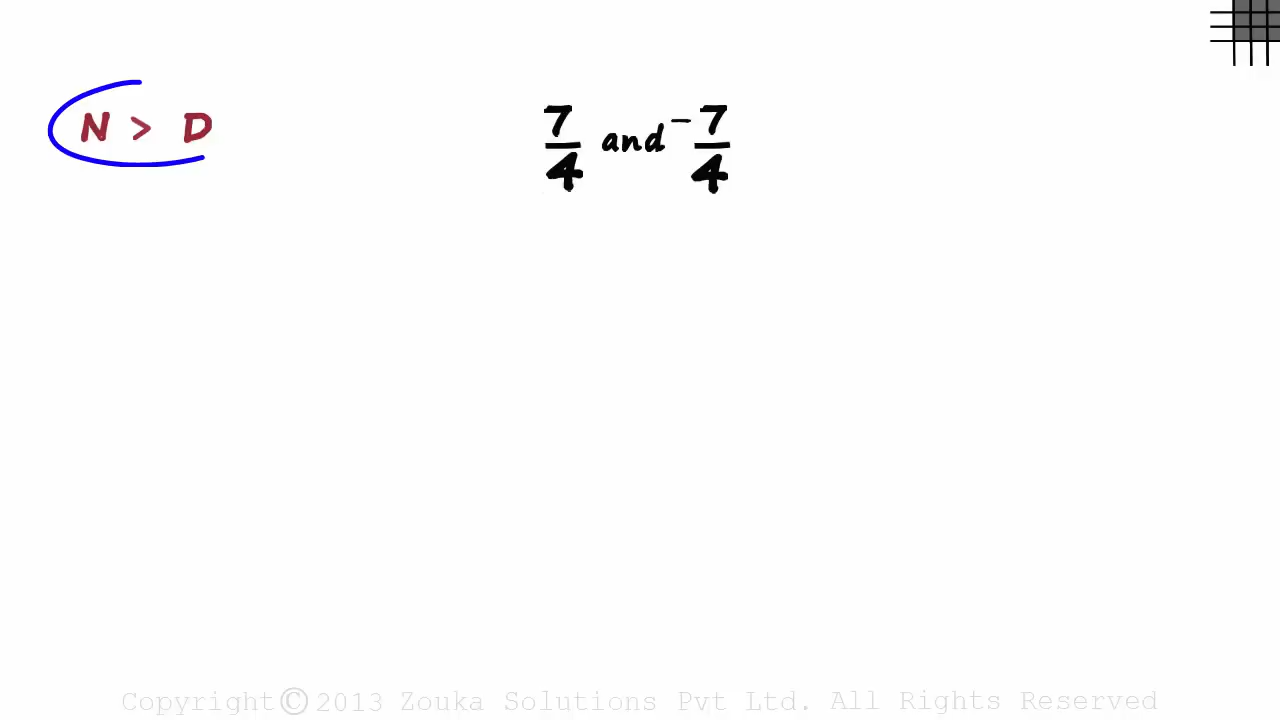 N > D
7/4 and -7/4
Copyright© 2013 Zouka Solutions Pvt Ltd. All Rights Reserved